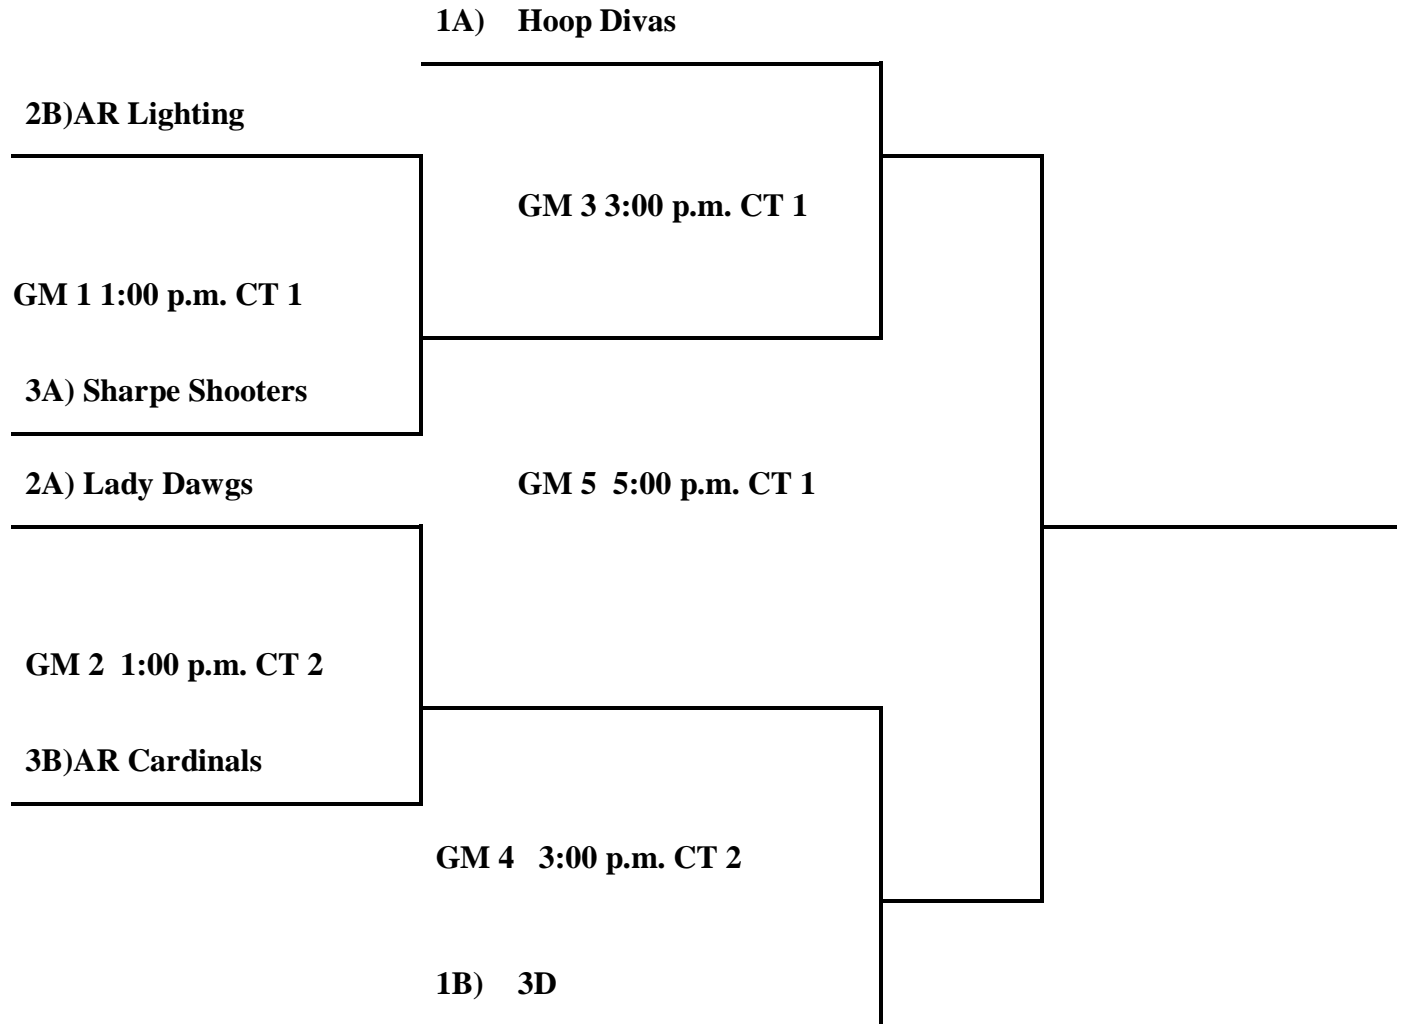 1A) Hoop Divas
2B)AR Lighting
GM 3 3:00 p.m. CT 1
GM 1 1:00 p.m. CT 1
3A) Sharpe Shooters
2A) Lady Dawgs
GM 5 5:00 p.m. CT 1
GM 2 1:00 p.m. CT 2
3B)AR Cardinals
GM 4 3:00 p.m. CT 2
1B) 3D